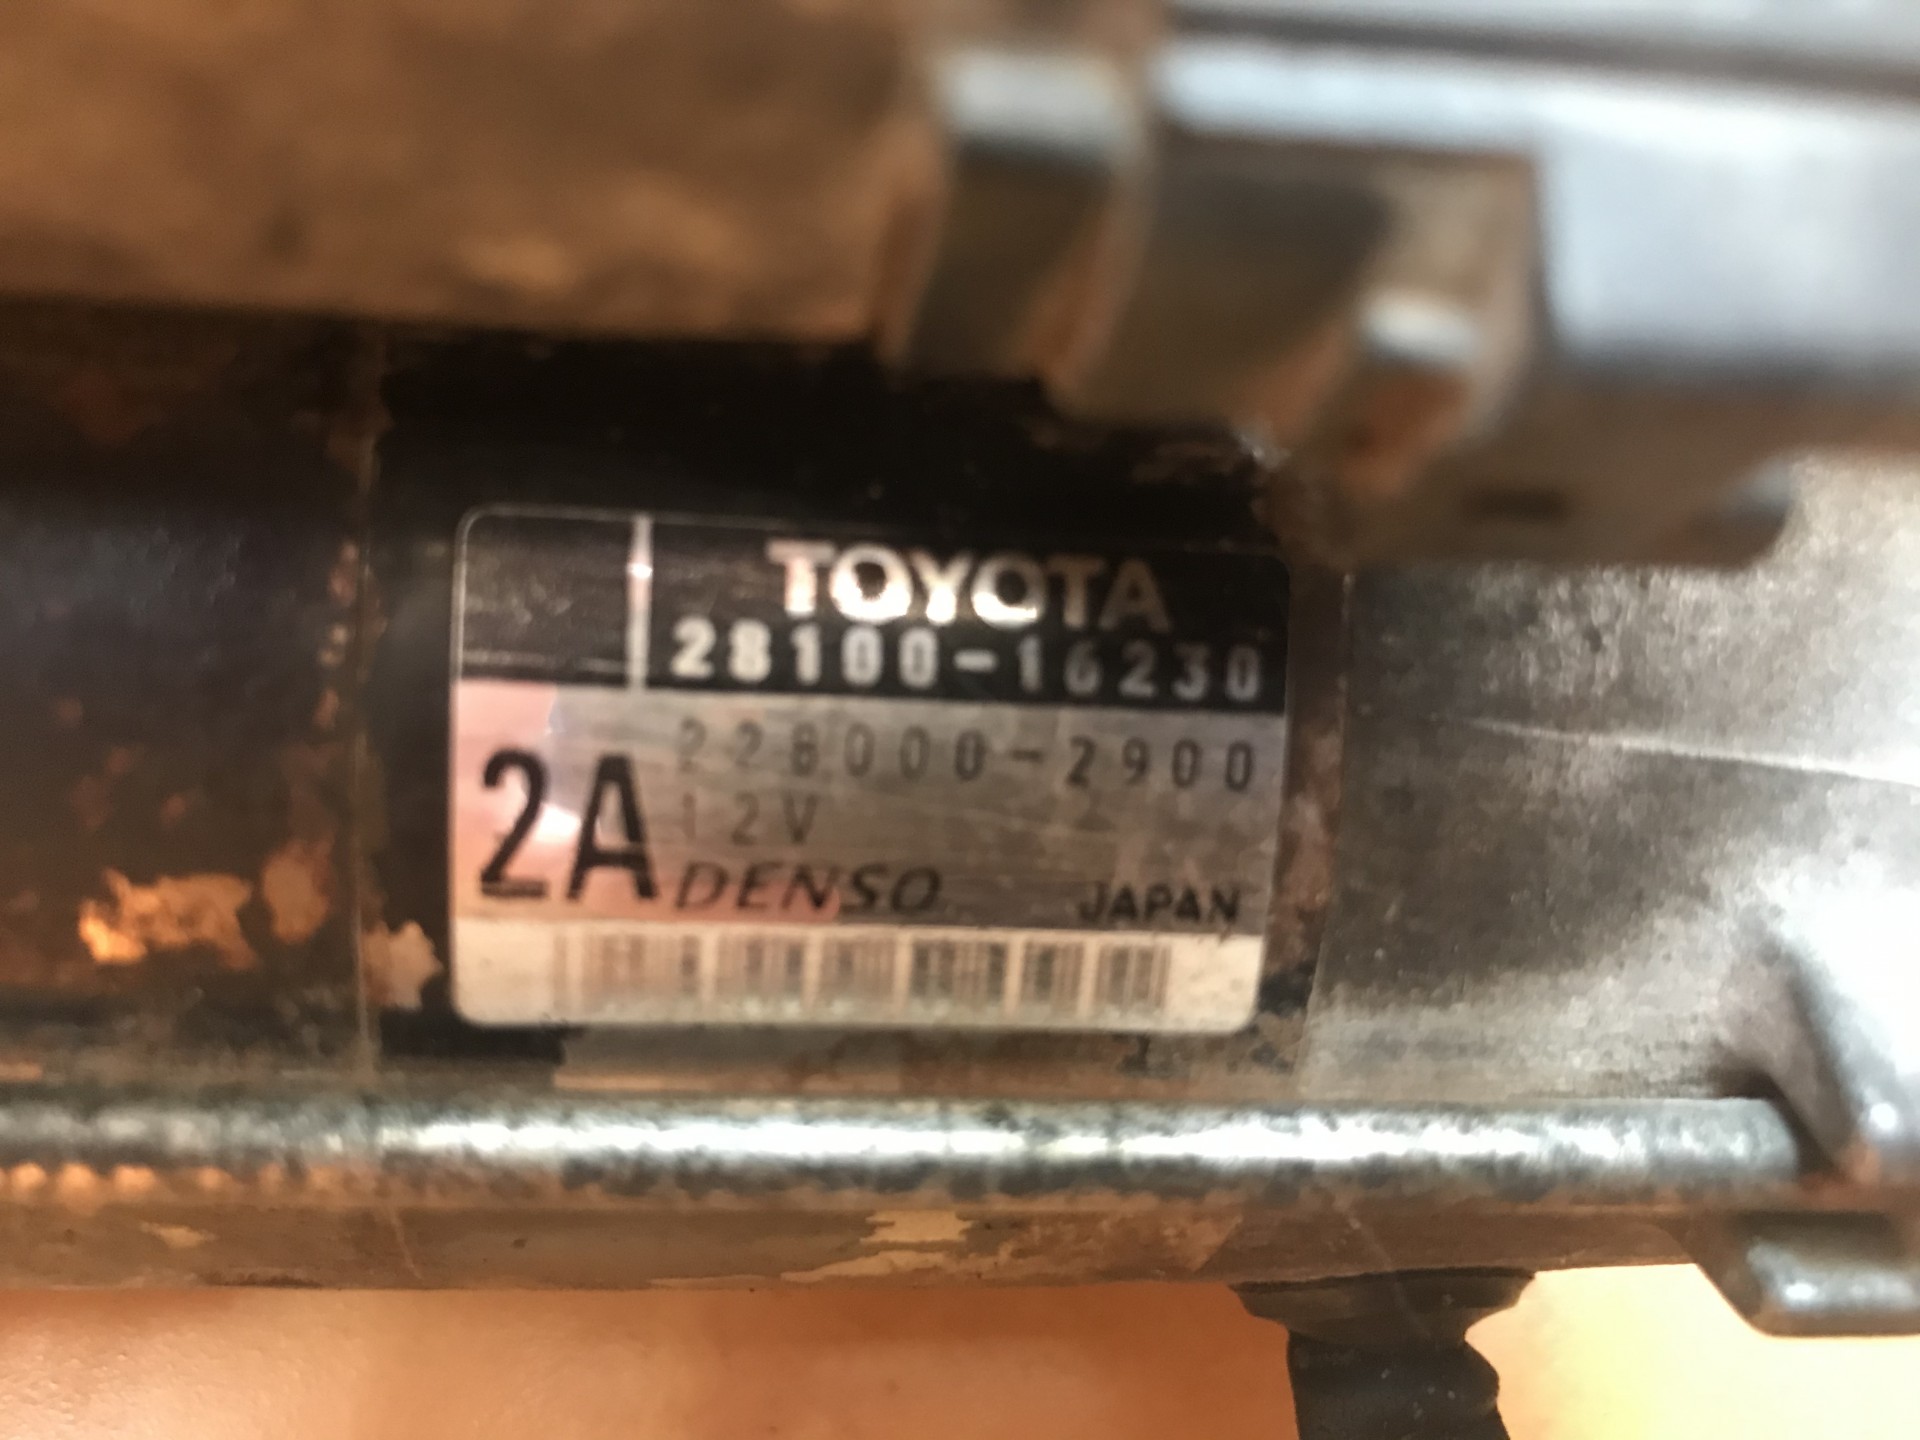 TOYOTA
28100-16230
228000-2900
2A
12V
DENSO JAPAN